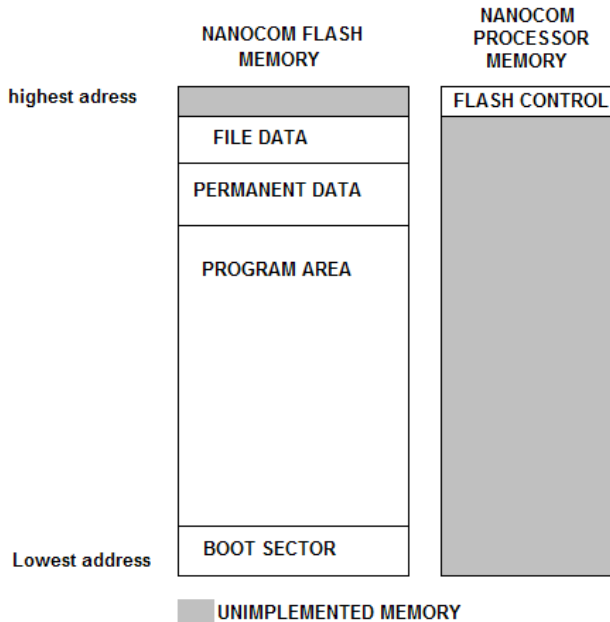 NANOCOM FLASH
MEMORY
NANOCOM
PROCESSOR
MEMORY
highest adress
FLASH CONTROL
FILE DATA
PERMANENT DATA
PROGRAM AREA
BOOT SECTOR
Lowest address
UNIMPLEMENTED MEMORY